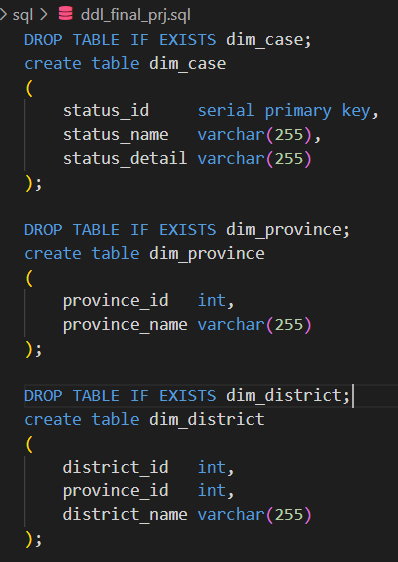 > sql > ddl_final_prj.sql
DROP TABLE IF EXISTS dim_case;
create table dim_case
(
    status_id     serial primary key,
    status_name   varchar(255),
    status_detail varchar(255)
);

DROP TABLE IF EXISTS dim_province;
create table dim_province
(
    province_id   int,
    province_name varchar(255)
);

DROP TABLE IF EXISTS dim_district;
create table dim_district
(
    district_id   int,
    province_id   int,
    district_name varchar(255)
);